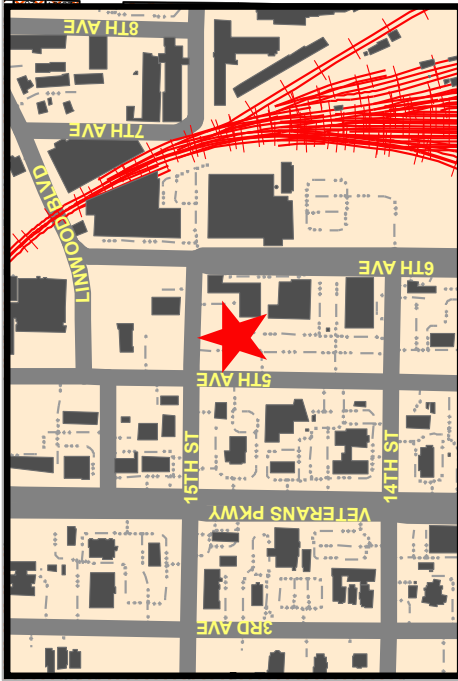 8TH AVE
7TH AVE
LINWOOD BLVD
6TH AVE
5TH AVE
15TH ST
14TH ST
VETERANS PKWY
3RD AVE